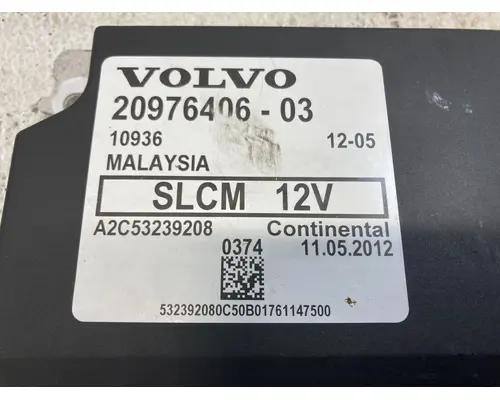 VOLVO
20976406 - 03
10936 12-05
MALAYSIA
SLCM 12V
A2C53239208 Continental
0374 11.05.2012
532392080C50B01761147500